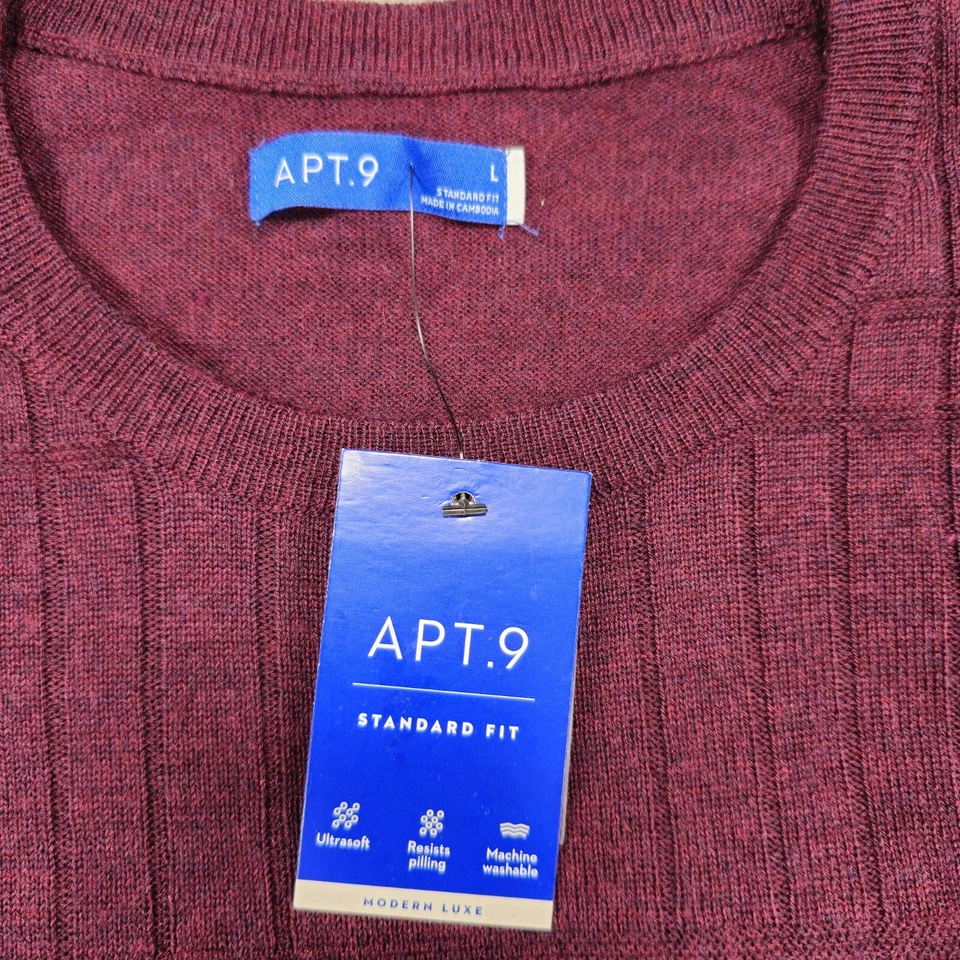 APT.9
L
STANDARD FIT
MADE IN CAMBODIA
APT.9
STANDARD FIT
Ultrasoft
Resists
pilling
Machine
washable
MODERN LUXE